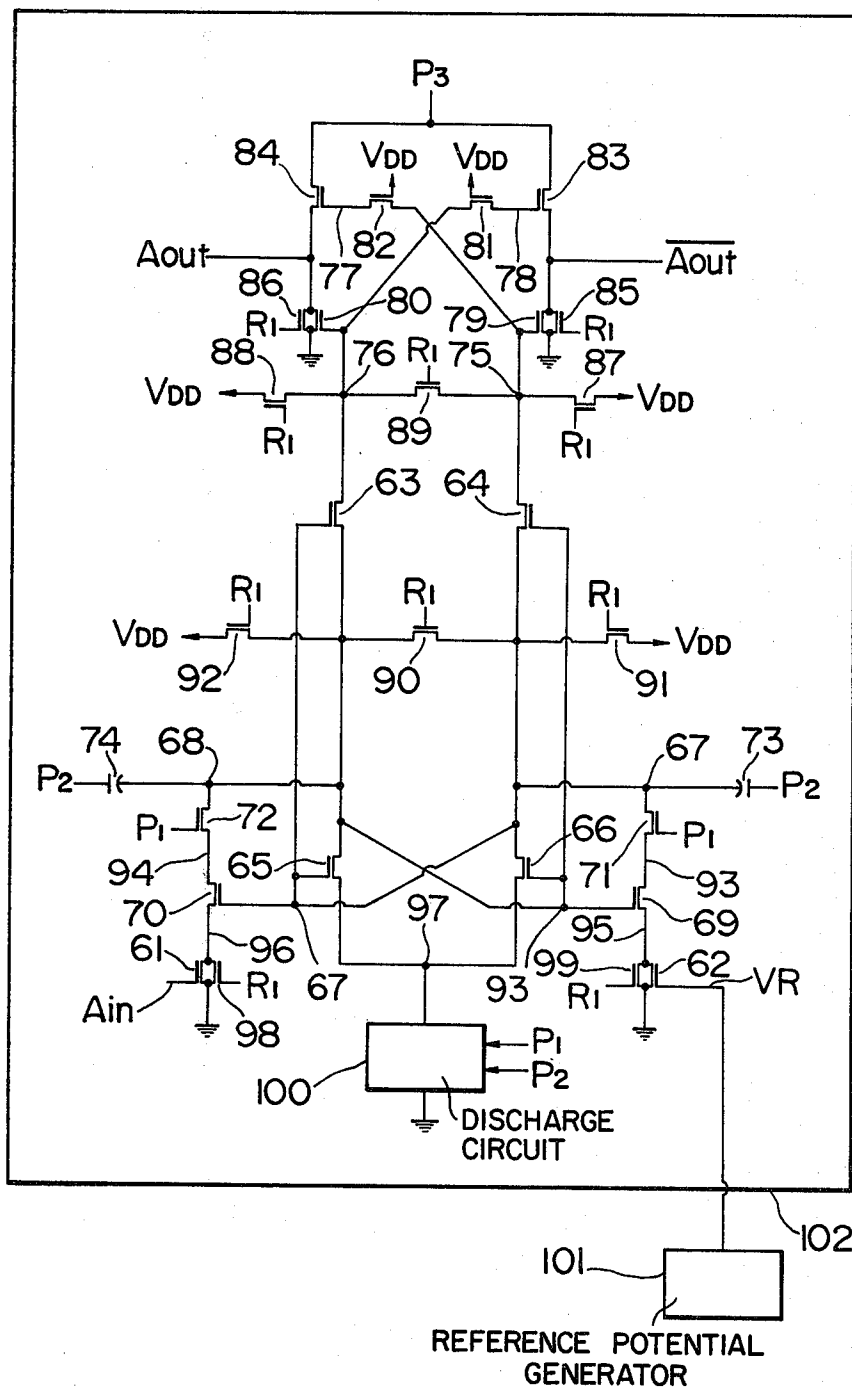 P3
84
VDD
VDD
83
82
81
77
78
Aout
Aout
86
80
79
85
R1
R1
88
76
R1
75
87
VDD
89
VDD
R1
R1
63
64
R1
R1
R1
VDD
92
90
91
VDD
74
68
67
73
P2
P2
P1
72
66
P1
65
71
94
93
70
69
96
97
95
61
67
93
99
62
Ain
R1
R1
VR
98
100
P1
P2
DISCHARGE
CIRCUIT
102
101
REFERENCE POTENTIAL
GENERATOR